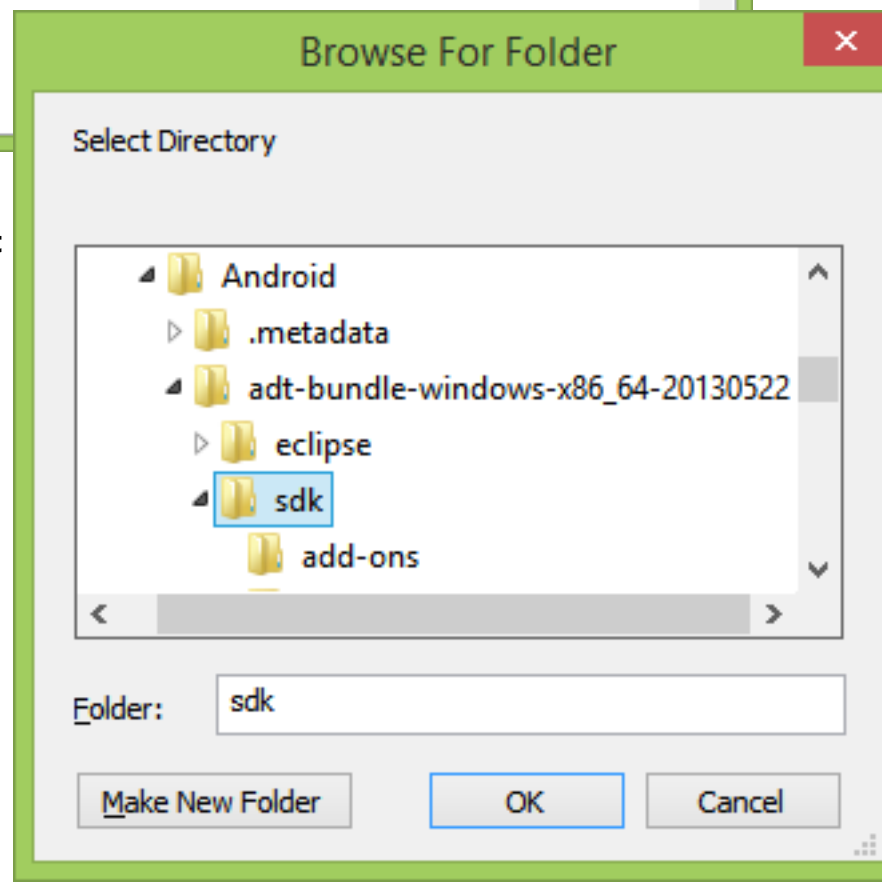 Browse For Folder
Select Directory
:
Android
.metadata
adt-bundle-windows-x86_64-20130522
eclipse
sdk
add-ons
Folder: sdk
Make New Folder OK Cancel